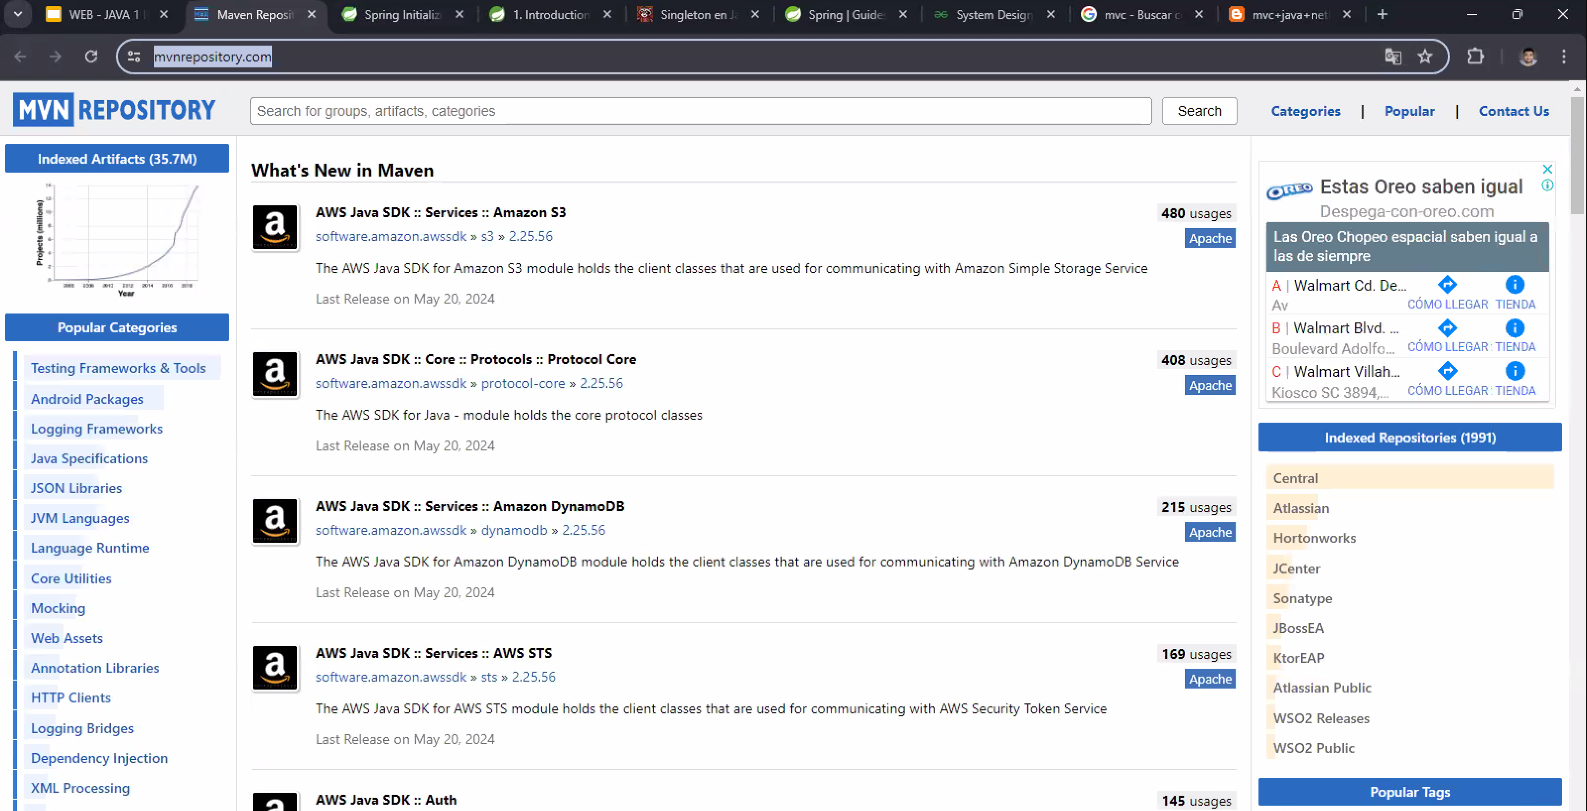 WEB - JAVA 1
Maven Reposi
Spring Initializ
1. Introduction
Singleton en J
Spring | Guide
System Design
mvc - Buscar c
mvc+java+net
mvnrepository.com
MVN REPOSITORY
Search for groups, artifacts, categories
Search
Categories | Popular | Contact Us
Indexed Artifacts (35.7M)
Projects (millions)
Year
Popular Categories
Testing Frameworks & Tools
Android Packages
Logging Frameworks
Java Specifications
JSON Libraries
JVM Languages
Language Runtime
Core Utilities
Mocking
Web Assets
Annotation Libraries
HTTP Clients
Logging Bridges
Dependency Injection
XML Processing
What's New in Maven
AWS Java SDK :: Services :: Amazon S3
480 usages
software.amazon.awssdk » s3 » 2.25.56
Apache
The AWS Java SDK for Amazon S3 module holds the client classes that are used for communicating with Amazon Simple Storage Service
Last Release on May 20, 2024
AWS Java SDK :: Core :: Protocols :: Protocol Core
408 usages
software.amazon.awssdk » protocol-core » 2.25.56
Apache
The AWS SDK for Java - module holds the core protocol classes
Last Release on May 20, 2024
AWS Java SDK :: Services :: Amazon DynamoDB
215 usages
software.amazon.awssdk » dynamodb » 2.25.56
Apache
The AWS Java SDK for Amazon DynamoDB module holds the client classes that are used for communicating with Amazon DynamoDB Service
Last Release on May 20, 2024
AWS Java SDK :: Services :: AWS STS
169 usages
software.amazon.awssdk » sts » 2.25.56
Apache
The AWS Java SDK for AWS STS module holds the client classes that are used for communicating with AWS Security Token Service
Last Release on May 20, 2024
AWS Java SDK :: Auth
145 usages
OREO
Estas Oreo saben igual
Despega-con-oreo.com
Las Oreo Chopeo espacial saben igual a
las de siempre
A | Walmart Cd. De...
Av
CÓMO LLEGAR TIENDA
B | Walmart Blvd. ...
Boulevard Adolfo...
CÓMO LLEGAR TIENDA
C | Walmart Villah...
Kiosco SC 3894,...
CÓMO LLEGAR TIENDA
Indexed Repositories (1991)
Central
Atlassian
Hortonworks
JCenter
Sonatype
JBossEA
KtorEAP
Atlassian Public
WSO2 Releases
WSO2 Public
Popular Tags